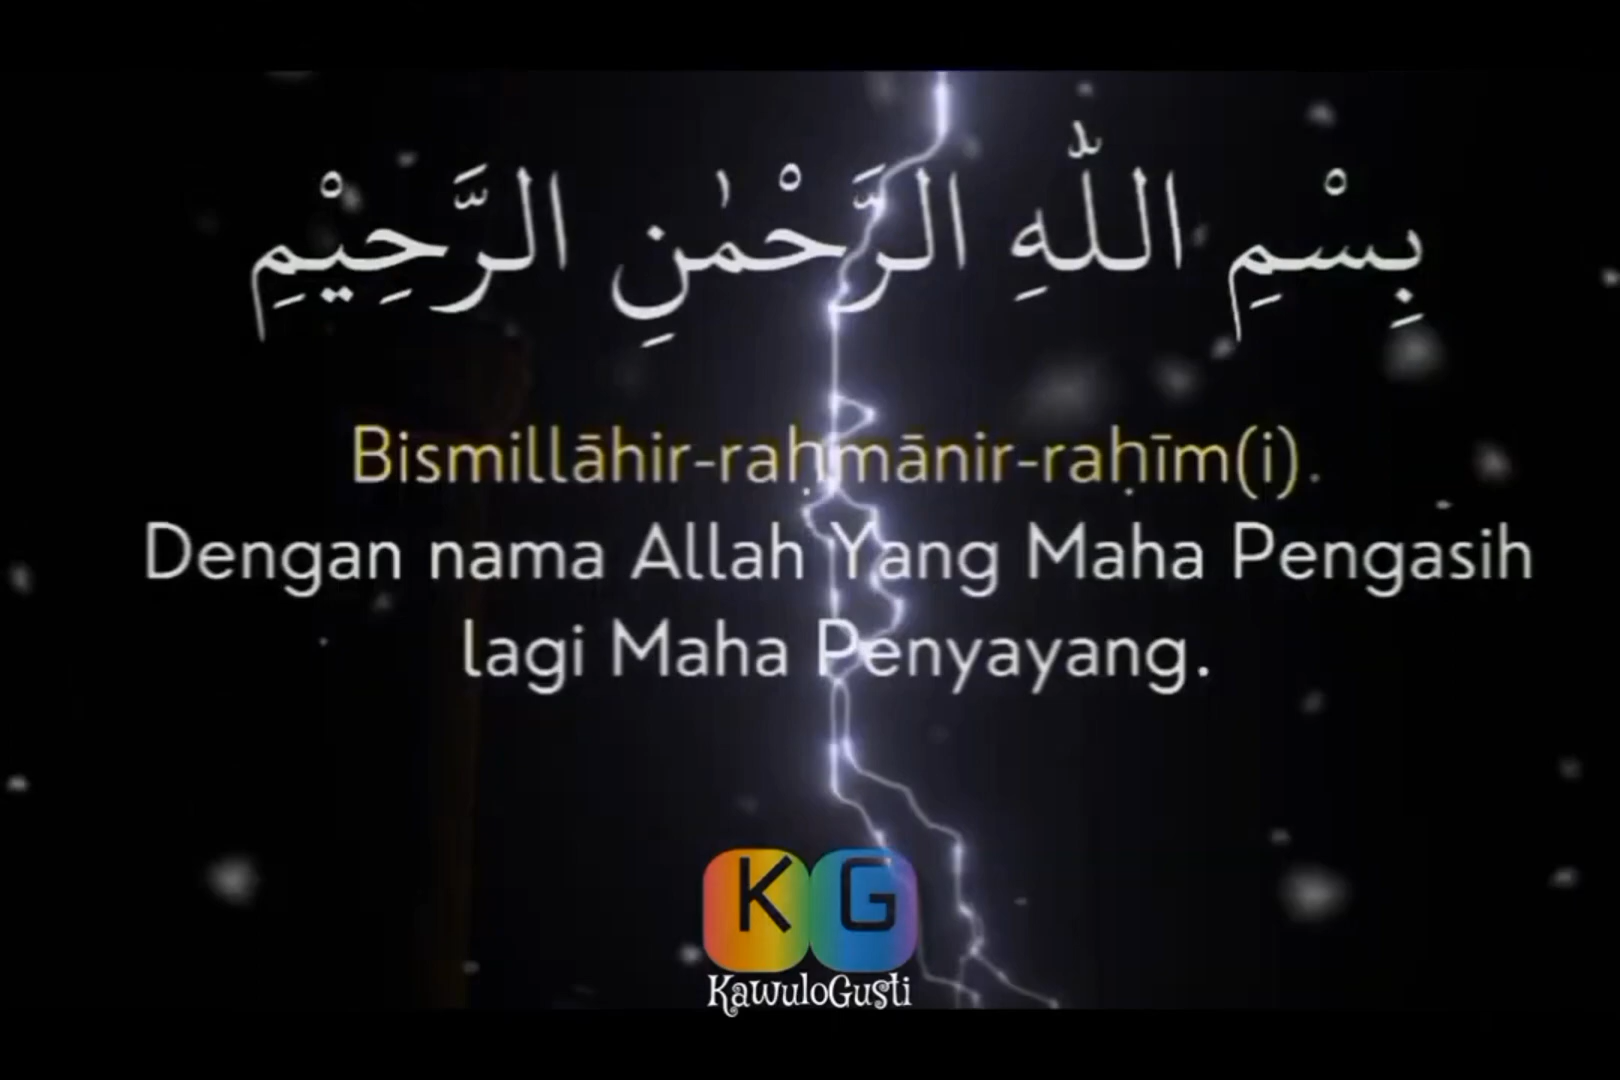 بِسْمِ اللّٰهِ الرَّحْمٰنِ الرَّحِيْمِ
Bismillāhir-raḥmānir-raḥīm(i).
Dengan nama Allah Yang Maha Pengasih
lagi Maha Penyayang.
KG
KawuloGusti